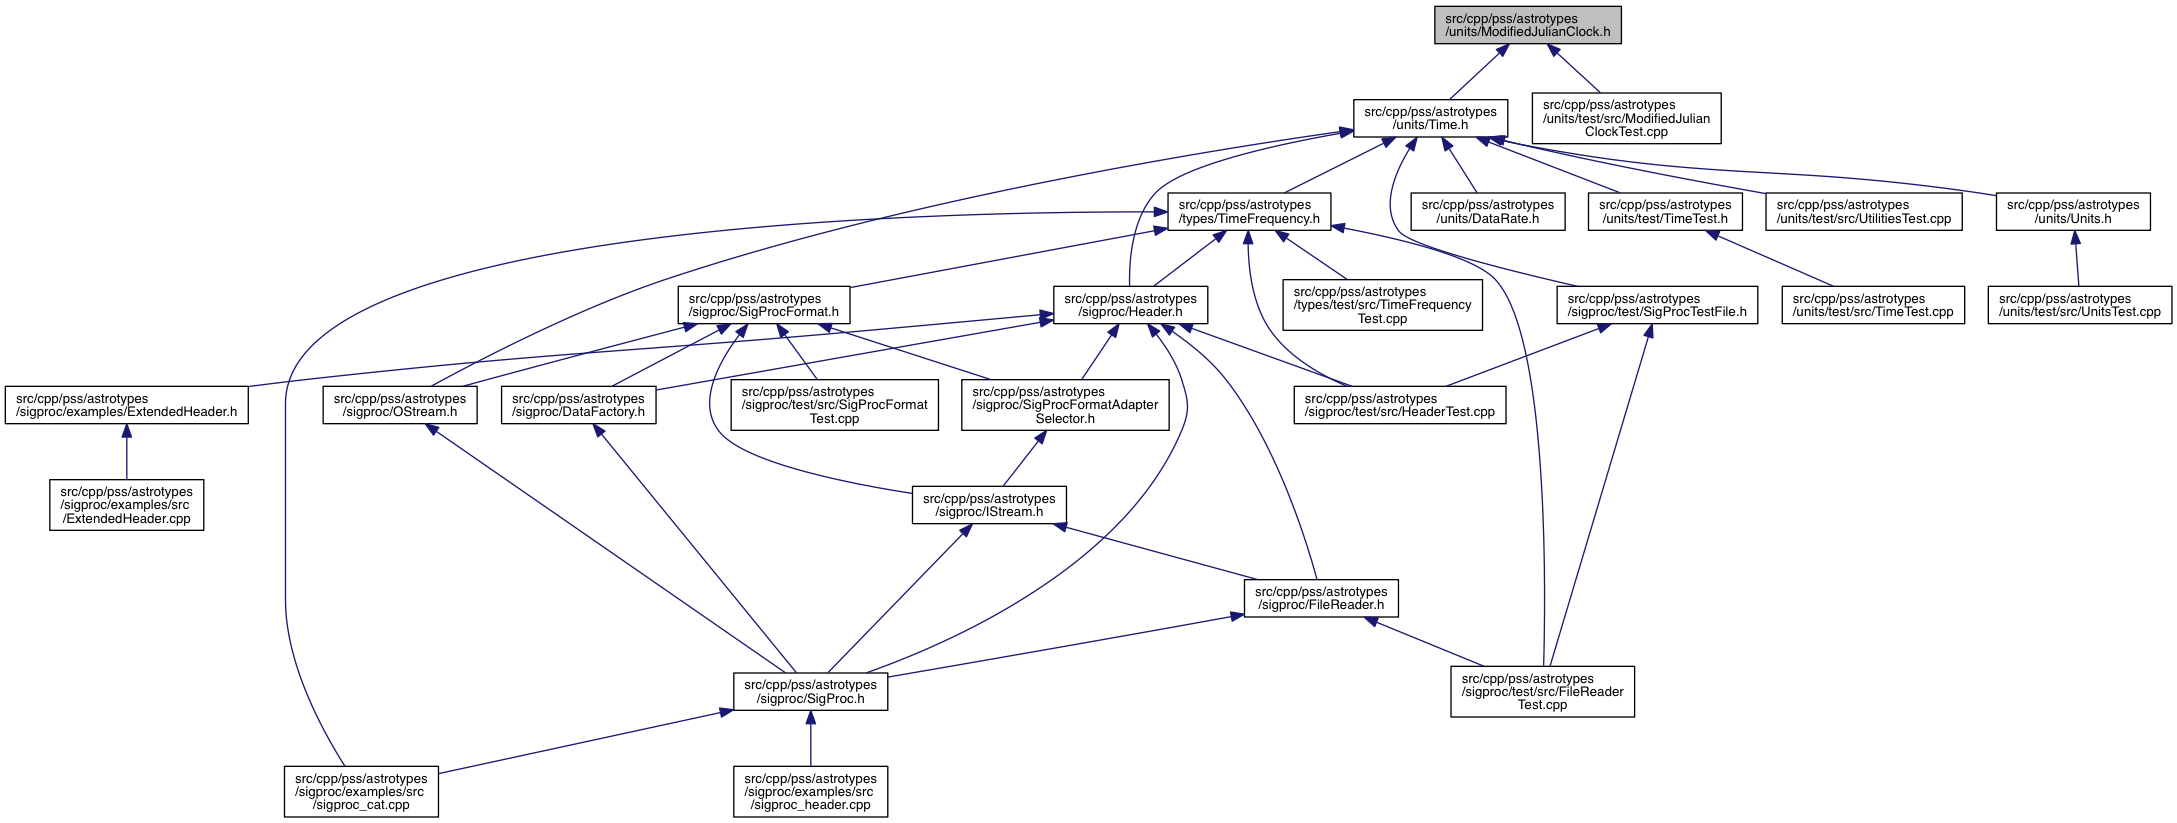 src/cpp/pss/astrotypes
/units/ModifiedJulianClock.h
src/cpp/pss/astrotypes
/units/Time.h
src/cpp/pss/astrotypes
/units/test/src/ModifiedJulian
ClockTest.cpp
src/cpp/pss/astrotypes
/types/TimeFrequency.h
src/cpp/pss/astrotypes
/units/DataRate.h
src/cpp/pss/astrotypes
/units/test/TimeTest.h
src/cpp/pss/astrotypes
/units/test/src/UtilitiesTest.cpp
src/cpp/pss/astrotypes
/units/Units.h
src/cpp/pss/astrotypes
/sigproc/SigProcFormat.h
src/cpp/pss/astrotypes
/sigproc/Header.h
src/cpp/pss/astrotypes
/types/test/src/TimeFrequency
Test.cpp
src/cpp/pss/astrotypes
/sigproc/test/SigProcTestFile.h
src/cpp/pss/astrotypes
/units/test/src/TimeTest.cpp
src/cpp/pss/astrotypes
/units/test/src/UnitsTest.cpp
src/cpp/pss/astrotypes
/sigproc/examples/ExtendedHeader.h
src/cpp/pss/astrotypes
/sigproc/OStream.h
src/cpp/pss/astrotypes
/sigproc/DataFactory.h
src/cpp/pss/astrotypes
/sigproc/test/src/SigProcFormat
Test.cpp
src/cpp/pss/astrotypes
/sigproc/SigProcFormatAdapter
Selector.h
src/cpp/pss/astrotypes
/sigproc/test/src/HeaderTest.cpp
src/cpp/pss/astrotypes
/sigproc/examples/src
/ExtendedHeader.cpp
src/cpp/pss/astrotypes
/sigproc/IStream.h
src/cpp/pss/astrotypes
/sigproc/FileReader.h
src/cpp/pss/astrotypes
/sigproc/SigProc.h
src/cpp/pss/astrotypes
/sigproc/test/src/FileReader
Test.cpp
src/cpp/pss/astrotypes
/sigproc/examples/src
/sigproc_cat.cpp
src/cpp/pss/astrotypes
/sigproc/examples/src
/sigproc_header.cpp